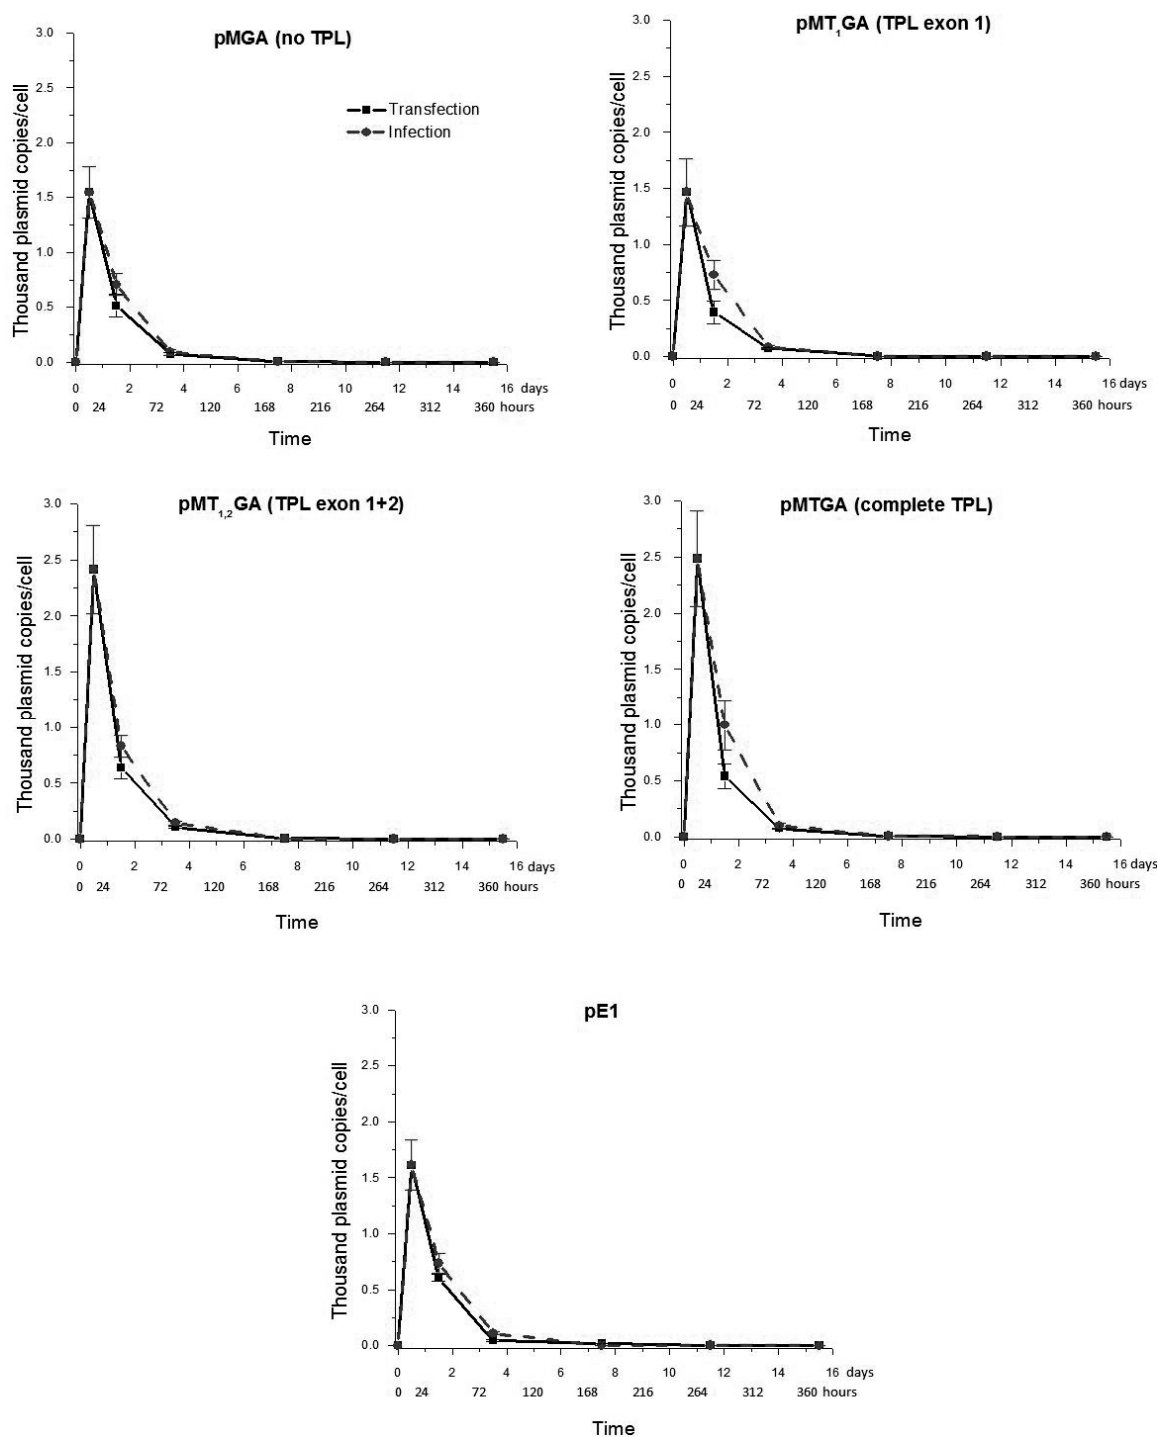 pMGA (no TPL)
Thousand plasmid copies/cell
3.0
2.5
2.0
1.5
1.0
0.5
0.0
Transfection
Infection
0 2 4 6 8 10 12 14 16 days
0 24 72 120 168 216 264 312 360 hours
Time
pMT1GA (TPL exon 1)
Thousand plasmid copies/cell
3.0
2.5
2.0
1.5
1.0
0.5
0.0
0 2 4 6 8 10 12 14 16 days
0 24 72 120 168 216 264 312 360 hours
Time
pMT1,2GA (TPL exon 1+2)
Thousand plasmid copies/cell
3.0
2.5
2.0
1.5
1.0
0.5
0.0
0 2 4 6 8 10 12 14 16 days
0 24 72 120 168 216 264 312 360 hours
Time
pMTGA (complete TPL)
Thousand plasmid copies/cell
3.0
2.5
2.0
1.5
1.0
0.5
0.0
0 2 4 6 8 10 12 14 16 days
0 24 72 120 168 216 264 312 360 hours
Time
pE1
Thousand plasmid copies/cell
3.0
2.5
2.0
1.5
1.0
0.5
0.0
0 2 4 6 8 10 12 14 16 days
0 24 72 120 168 216 264 312 360 hours
Time